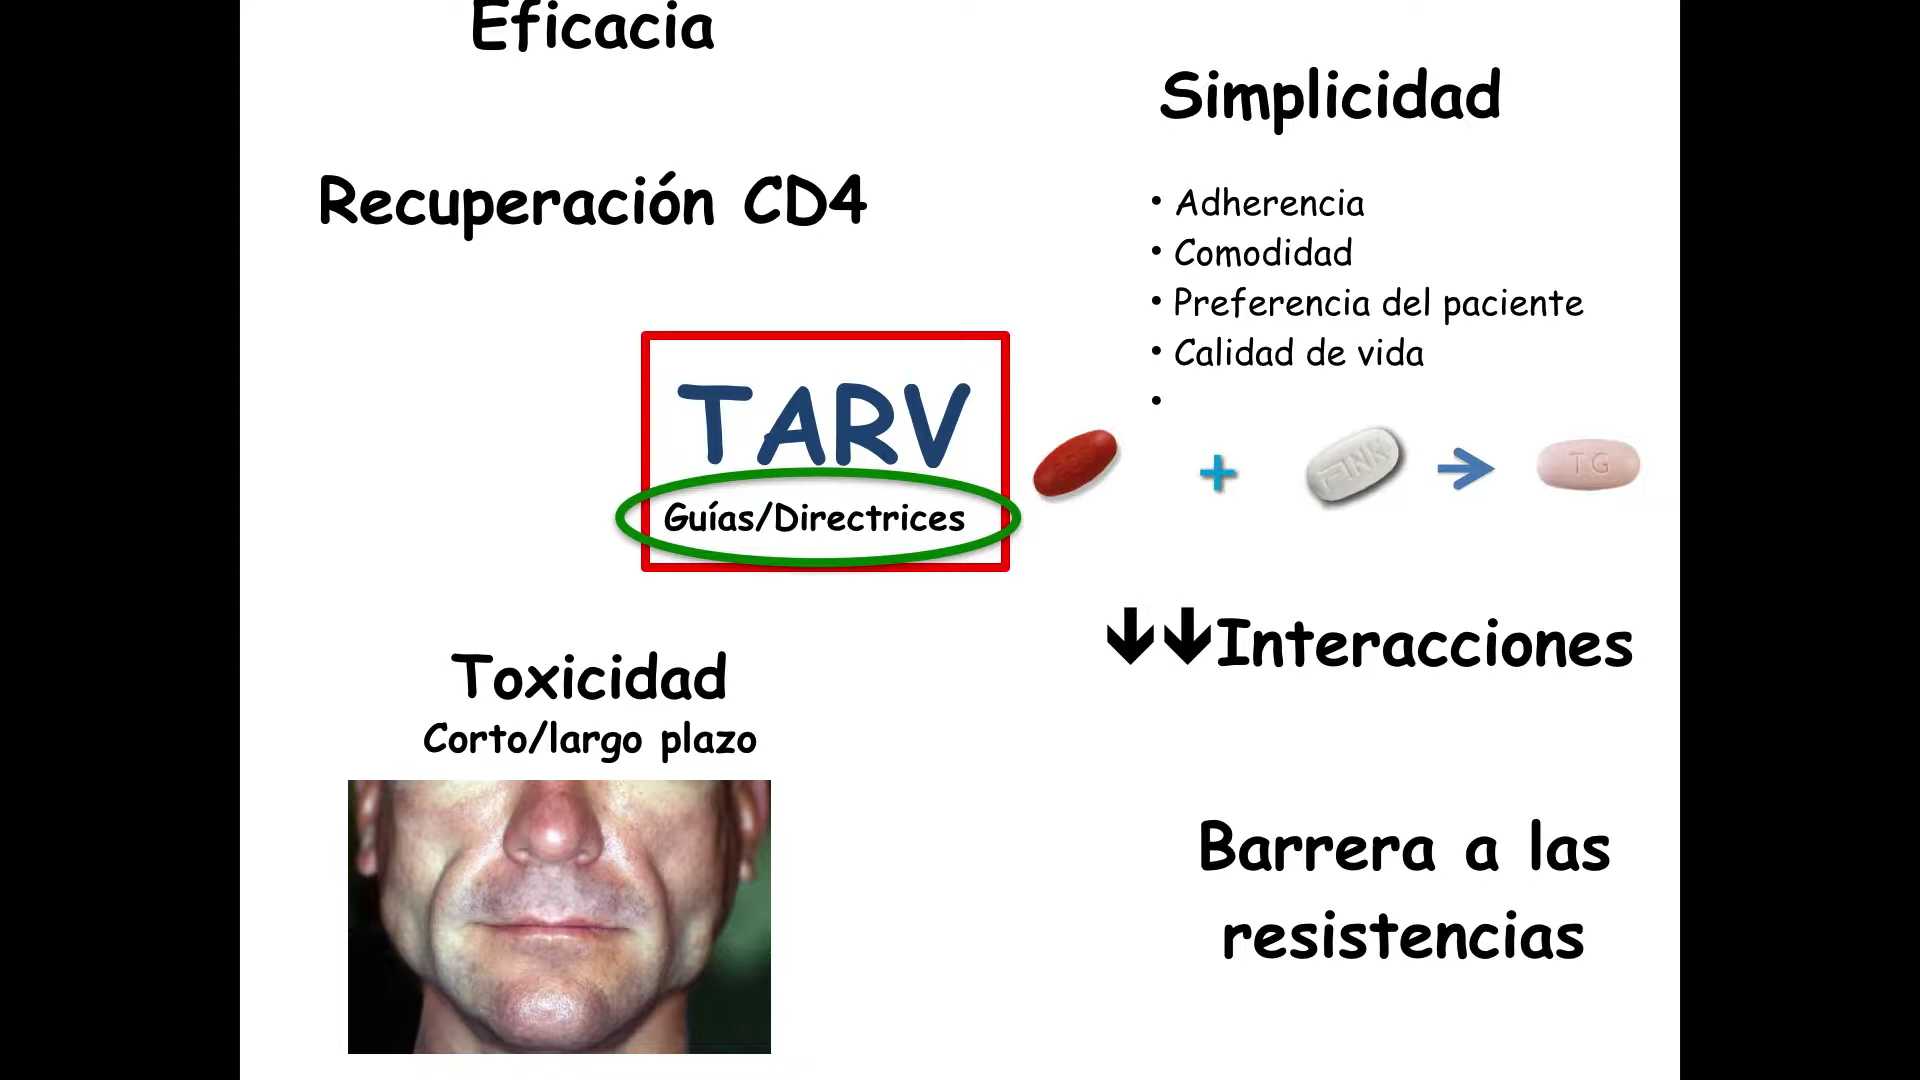 Eficacia
Simplicidad
Recuperación CD4
• Adherencia
• Comodidad
• Preferencia del paciente
• Calidad de vida
•
TARV
Guías/Directrices
+
TG
↓↓Interacciones
Toxicidad
Corto/largo plazo
Barrera a las
resistencias